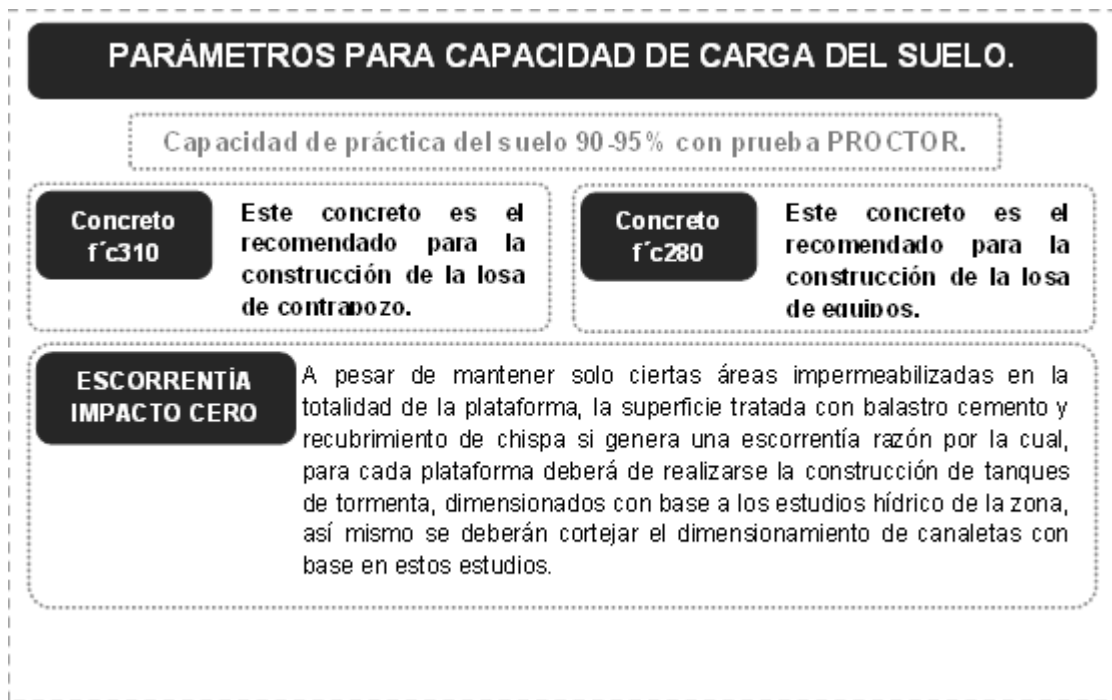 PARÁMETROS PARA CAPACIDAD DE CARGA DEL SUELO.
Capacidad de práctica del suelo 90-95% con prueba PROCTOR.
Concreto
f´c310
Este concreto es el
recomendado para la
construcción de la losa
de contrapozo.
Concreto
f´c280
Este concreto es el
recomendado para la
construcción de la losa
de equipos.
ESCORRENTÍA
IMPACTO CERO
A pesar de mantener solo ciertas áreas impermeabilizadas en la
totalidad de la plataforma, la superficie tratada con balastro cemento y
recubrimiento de chispa si genera una escorrentía razón por la cual,
para cada plataforma deberá de realizarse la construcción de tanques
de tormenta, dimensionados con base a los estudios hídrico de la zona,
así mismo se deberán cortejar el dimensionamiento de canaletas con
base en estos estudios.